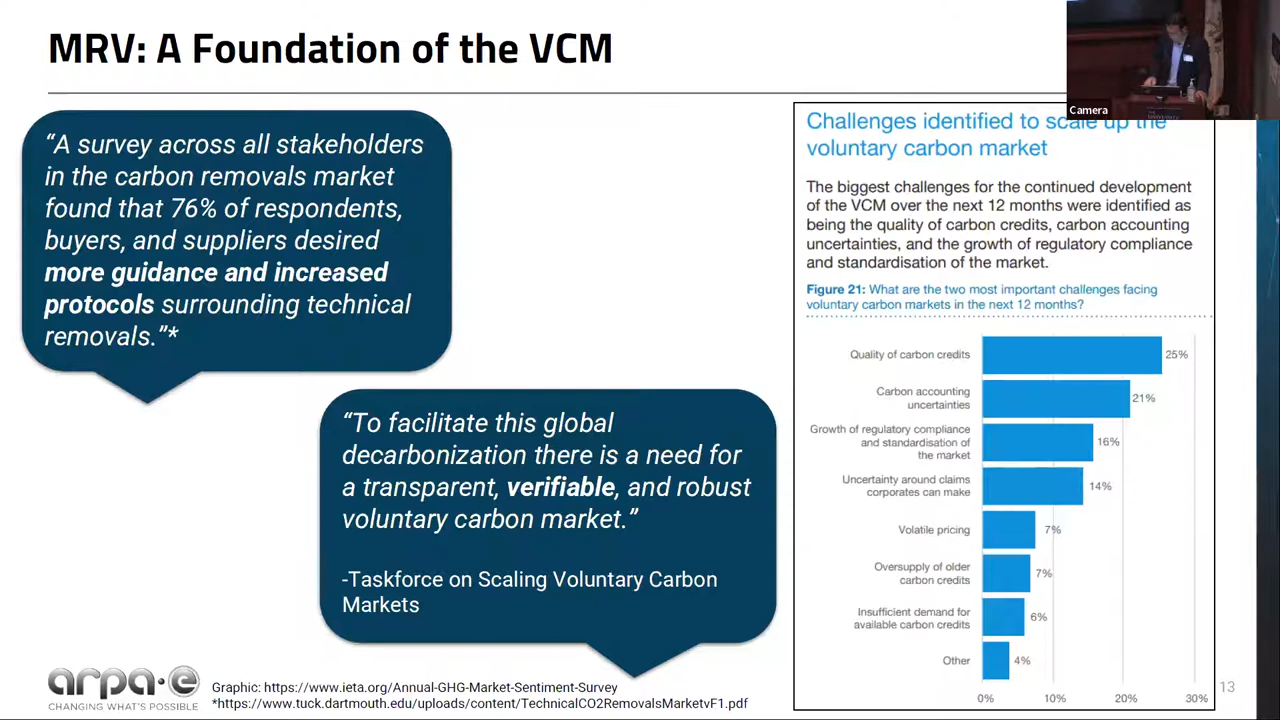 MRV: A Foundation of the VCM
Camera
“A survey across all stakeholders
in the carbon removals market
found that 76% of respondents,
buyers, and suppliers desired
more guidance and increased
protocols surrounding technical
removals.”*
“To facilitate this global
decarbonization there is a need for
a transparent, verifiable, and robust
voluntary carbon market.”
-Taskforce on Scaling Voluntary Carbon
Markets
Challenges identified to scale up the
voluntary carbon market
The biggest challenges for the continued development
of the VCM over the next 12 months were identified as
being the quality of carbon credits, carbon accounting
uncertainties, and the growth of regulatory compliance
and standardisation of the market.
Figure 21: What are the two most important challenges facing
voluntary carbon markets in the next 12 months?
Quality of carbon credits 25%
Carbon accounting
uncertainties 21%
Growth of regulatory compliance
and standardisation of
the market 16%
Uncertainty around claims
corporates can make 14%
Volatile pricing 7%
Oversupply of older
carbon credits 7%
Insufficient demand for
available carbon credits 6%
Other 4%
0% 10% 20% 30%
13
arpa·e
CHANGING WHAT'S POSSIBLE
Graphic: https://www.ieta.org/Annual-GHG-Market-Sentiment-Survey
*https://www.tuck.dartmouth.edu/uploads/content/TechnicalCO2RemovalsMarketvF1.pdf